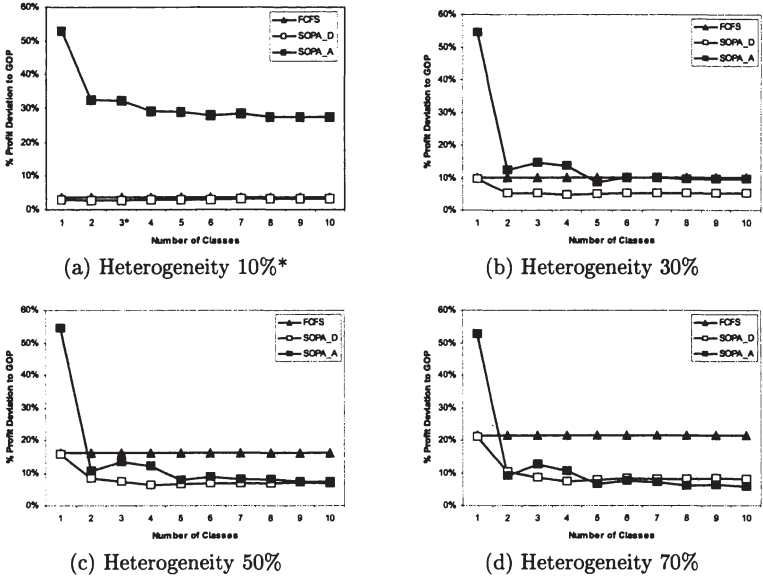 60%
50%
40%
30%
20%
10%
0%
% Profit Deviation to GOP
FCFS
SOPA_D
SOPA_A
1 2 3* 4 5 6 7 8 9 10
Number of Classes
(a) Heterogeneity 10%*
60%
50%
40%
30%
20%
10%
0%
% Profit Deviation to GOP
FCFS
SOPA_D
SOPA_A
1 2 3 4 5 6 7 8 9 10
Number of Classes
(b) Heterogeneity 30%
60%
50%
40%
30%
20%
10%
0%
% Profit Deviation to GOP
FCFS
SOPA_D
SOPA_A
1 2 3 4 5 6 7 8 9 10
Number of Classes
(c) Heterogeneity 50%
60%
50%
40%
30%
20%
10%
0%
% Profit Deviation to GOP
FCFS
SOPA_D
SOPA_A
1 2 3 4 5 6 7 8 9 10
Number of Classes
(d) Heterogeneity 70%